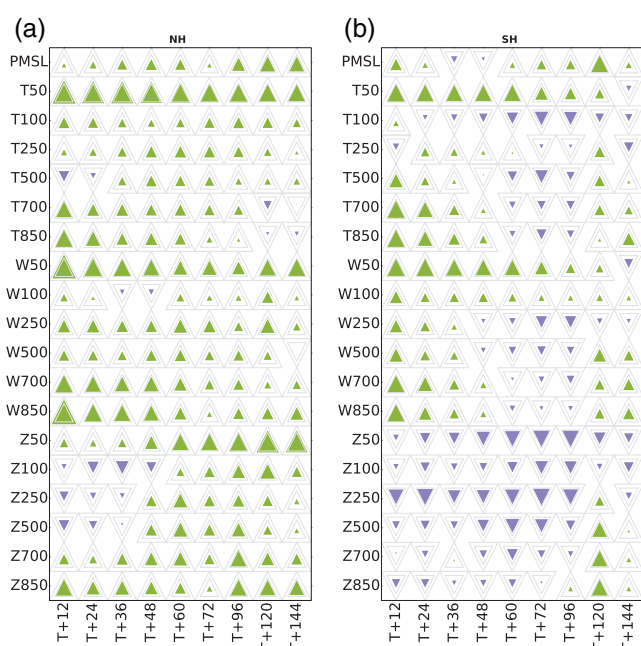 (a)
NH
PMSL
T50
T100
T250
T500
T700
T850
W50
W100
W250
W500
W700
W850
Z50
Z100
Z250
Z500
Z700
Z850
T+12
T+24
T+36
T+48
T+60
T+72
T+96
T+120
T+144
(b)
SH
PMSL
T50
T100
T250
T500
T700
T850
W50
W100
W250
W500
W700
W850
Z50
Z100
Z250
Z500
Z700
Z850
T+12
T+24
T+36
T+48
T+60
T+72
T+96
T+120
T+144